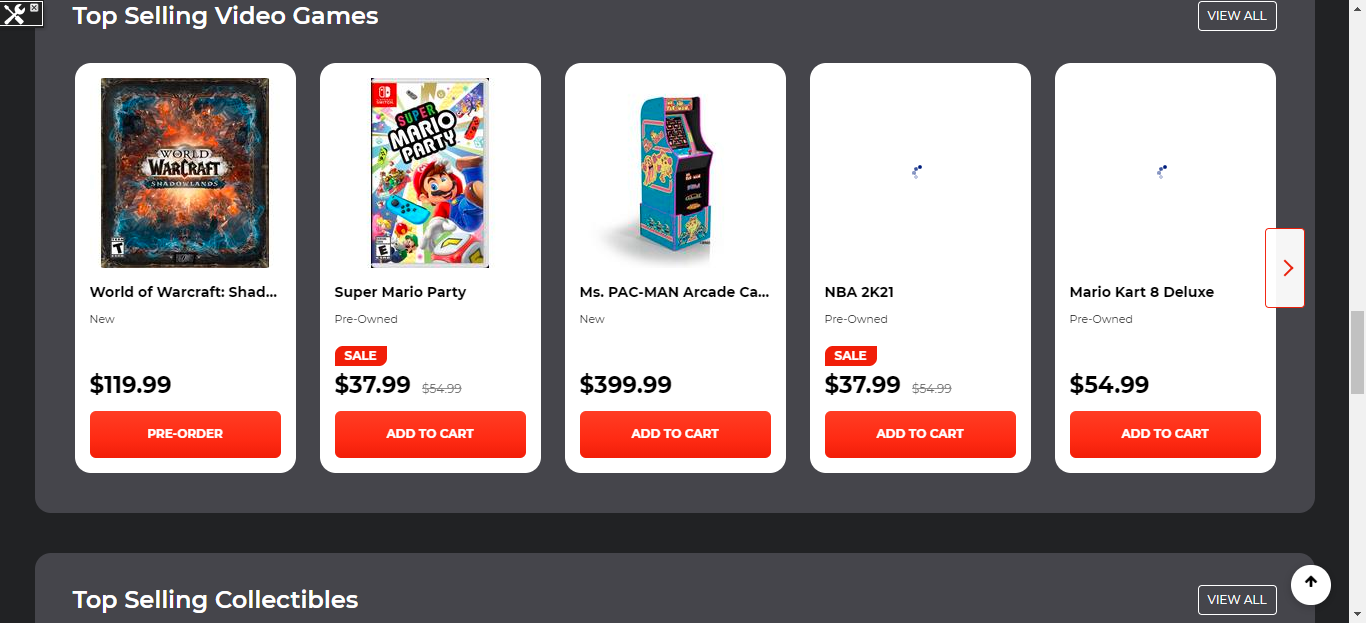 Top Selling Video Games
VIEW ALL
WORLD
WARCRAFT
SHADOWLANDS
SUPER
MARIO
PARTY
World of Warcraft: Shad...
Super Mario Party
Ms. PAC-MAN Arcade Ca...
NBA 2K21
Mario Kart 8 Deluxe
New
Pre-Owned
New
Pre-Owned
Pre-Owned
SALE
SALE
$119.99
$37.99 $54.99
$399.99
$37.99 $54.99
$54.99
PRE-ORDER
ADD TO CART
ADD TO CART
ADD TO CART
ADD TO CART
Top Selling Collectibles
VIEW ALL